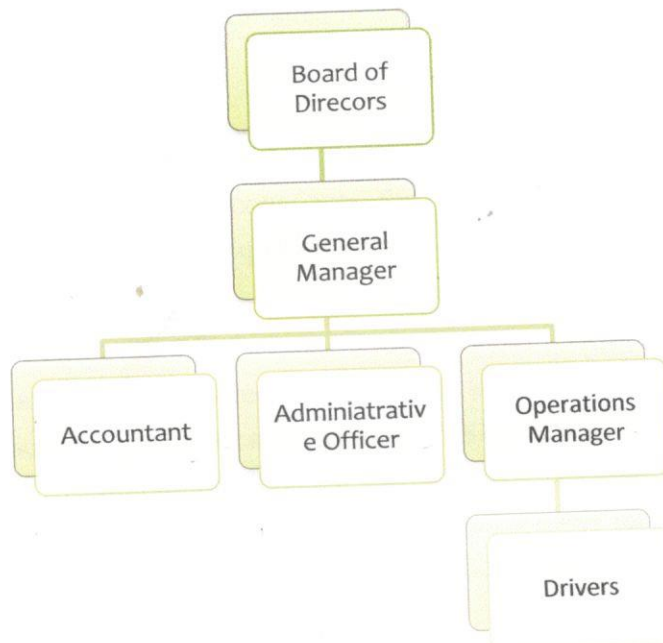 Board of
Direcors
General
Manager
Accountant
Adminiatrativ
e Officer
Operations
Manager
Drivers